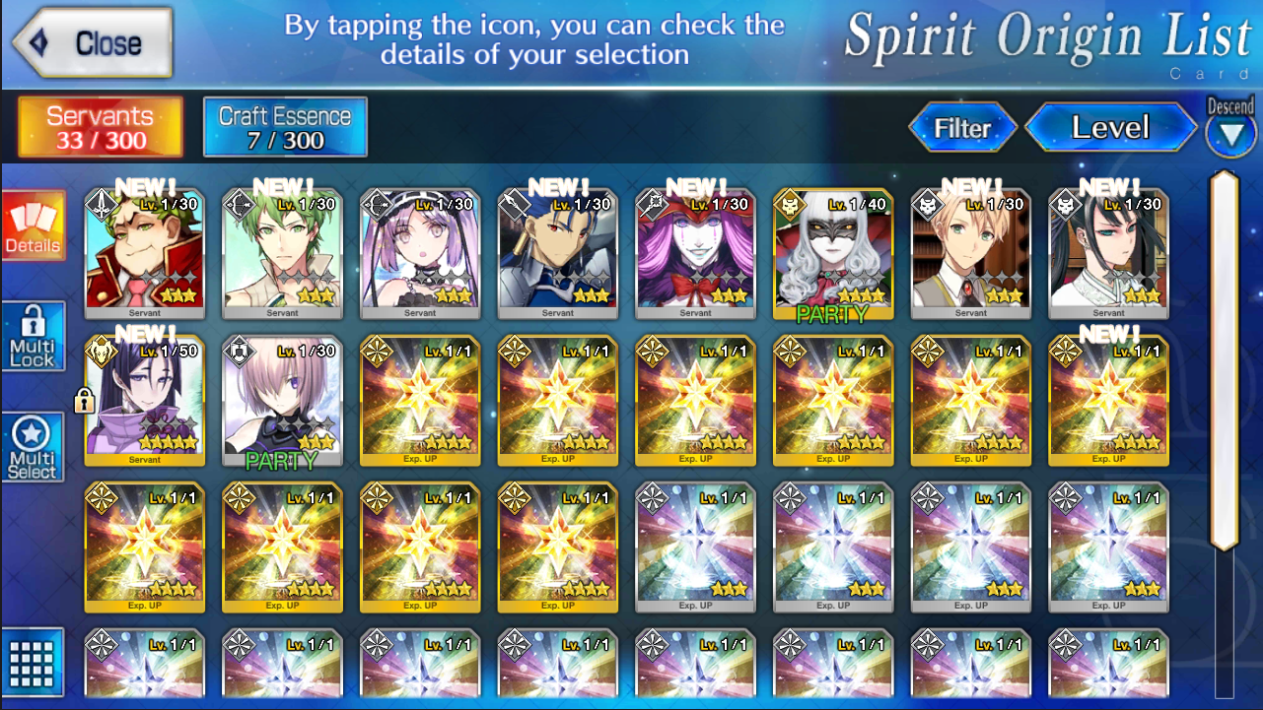 Close
By tapping the icon, you can check the
details of your selection
Spirit Origin List
Card
Servants
33 / 300
Craft Essence
7 / 300
Filter
Level
Descend
Details
Multi
Lock
Multi
Select
NEW! NEW! NEW! NEW! NEW! NEW!
Lv. 1/30 Lv. 1/30 Lv. 1/30 Lv. 1/30 Lv. 1/30 Lv. 1/40 Lv. 1/30 Lv. 1/30
Servant Servant Servant Servant Servant PARTY Servant Servant
NEW! NEW!
Lv. 1/50 Lv. 1/30 Lv. 1/1 Lv. 1/1 Lv. 1/1 Lv. 1/1 Lv. 1/1 Lv. 1/1
Servant PARTY Exp. UP Exp. UP Exp. UP Exp. UP Exp. UP Exp. UP
Lv. 1/1 Lv. 1/1 Lv. 1/1 Lv. 1/1 Lv. 1/1 Lv. 1/1 Lv. 1/1 Lv. 1/1
Exp. UP Exp. UP Exp. UP Exp. UP Exp. UP Exp. UP Exp. UP Exp. UP
Lv. 1/1 Lv. 1/1 Lv. 1/1 Lv. 1/1 Lv. 1/1 Lv. 1/1 Lv. 1/1 Lv. 1/1